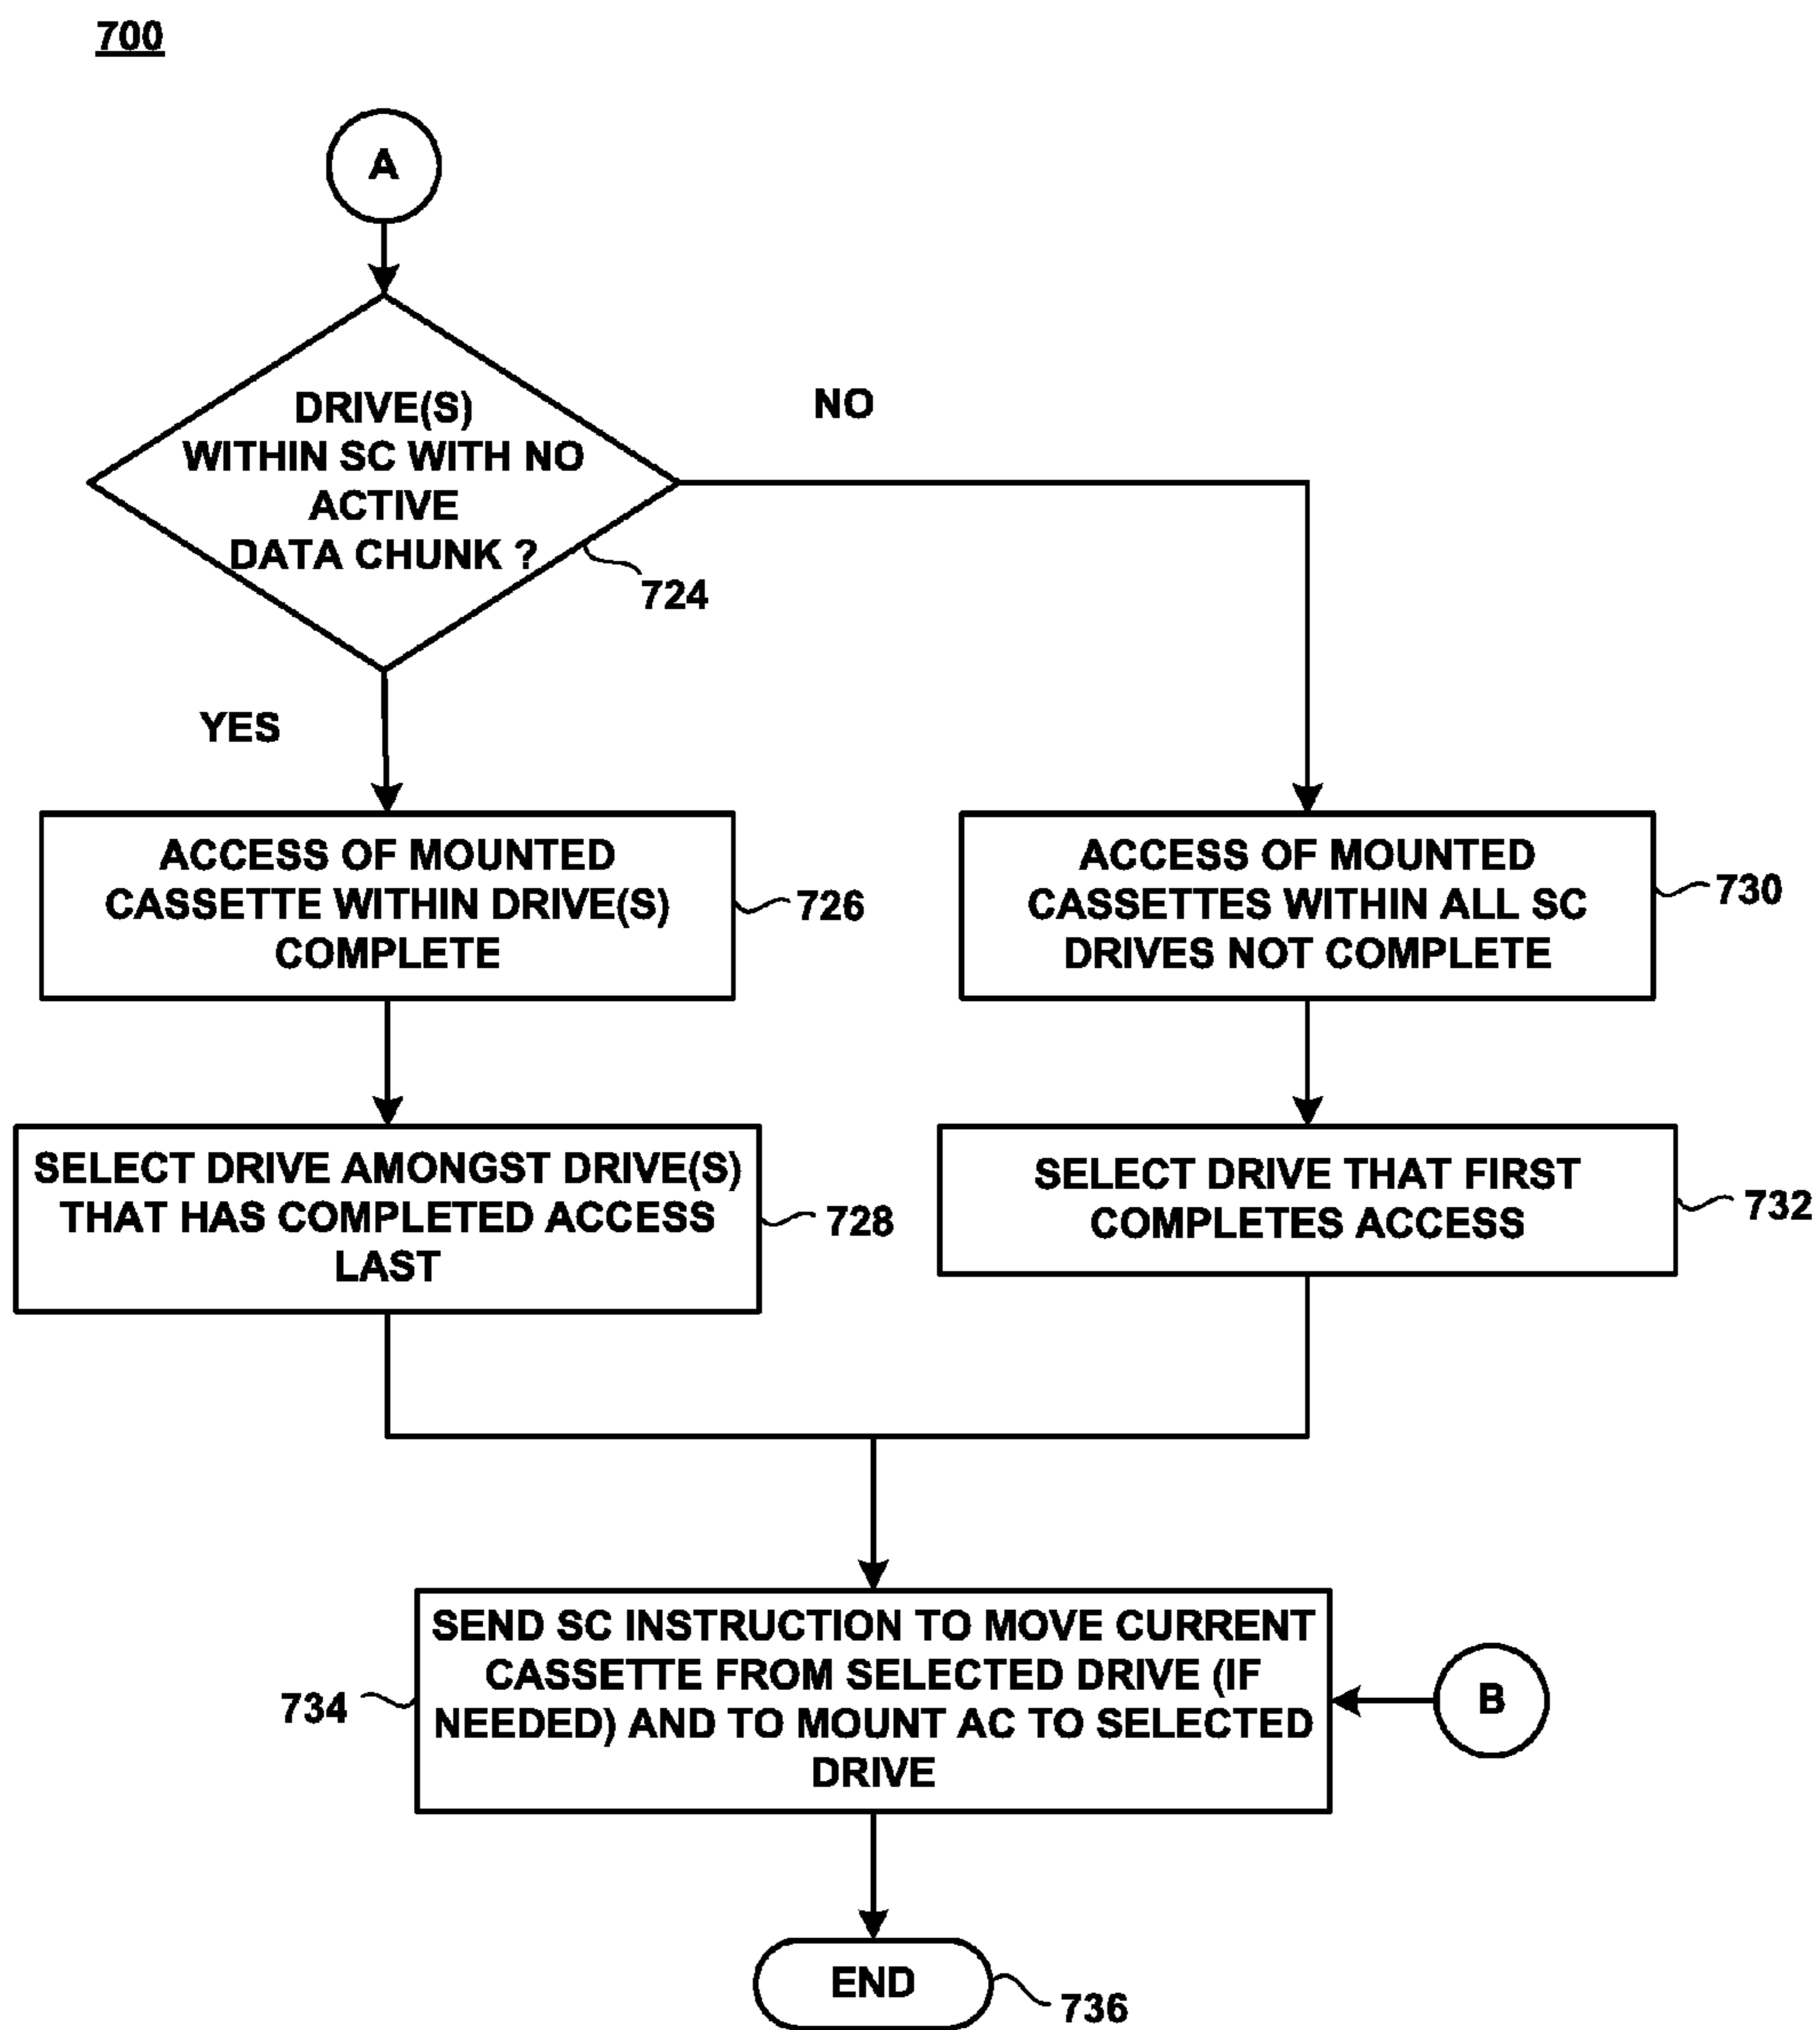 700
A
DRIVE(S)
WITHIN SC WITH NO
ACTIVE
DATA CHUNK ?
724
NO
YES
ACCESS OF MOUNTED
CASSETTE WITHIN DRIVE(S)
COMPLETE
726
ACCESS OF MOUNTED
CASSETTES WITHIN ALL SC
DRIVES NOT COMPLETE
730
SELECT DRIVE AMONGST DRIVE(S)
THAT HAS COMPLETED ACCESS
LAST
728
SELECT DRIVE THAT FIRST
COMPLETES ACCESS
732
SEND SC INSTRUCTION TO MOVE CURRENT
CASSETTE FROM SELECTED DRIVE (IF
NEEDED) AND TO MOUNT AC TO SELECTED
DRIVE
734
B
END
736